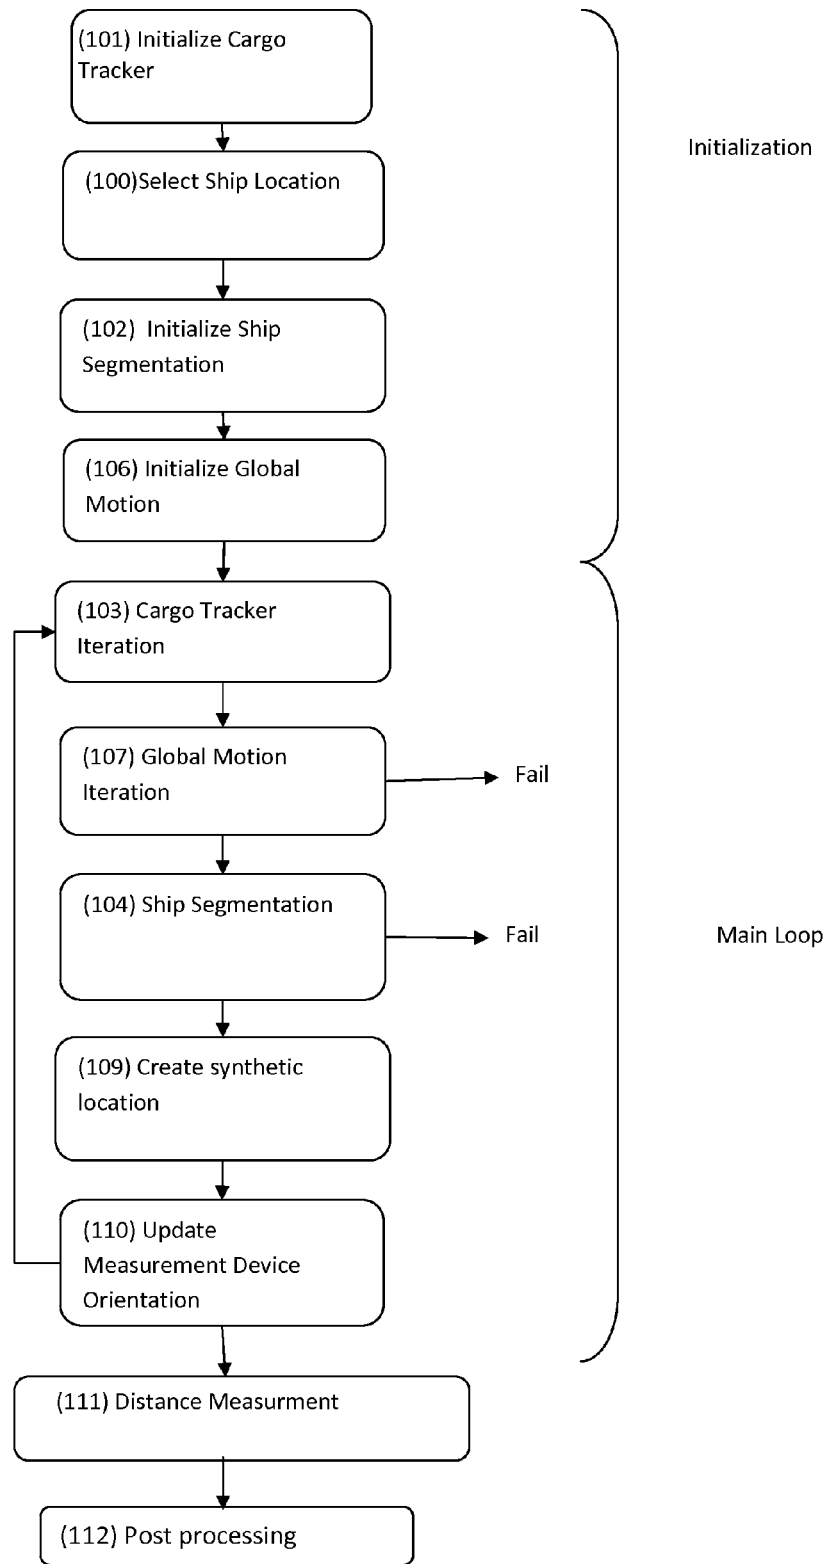 (101) Initialize Cargo
Tracker
Initialization
(100)Select Ship Location
(102)  Initialize Ship
Segmentation
(106) Initialize Global
Motion
(103) Cargo Tracker
Iteration
(107) Global Motion
Iteration
Fail
(104) Ship Segmentation
Fail
Main Loop
(109) Create synthetic
location
(110) Update
Measurement Device
Orientation
(111) Distance Measurment
(112) Post processing